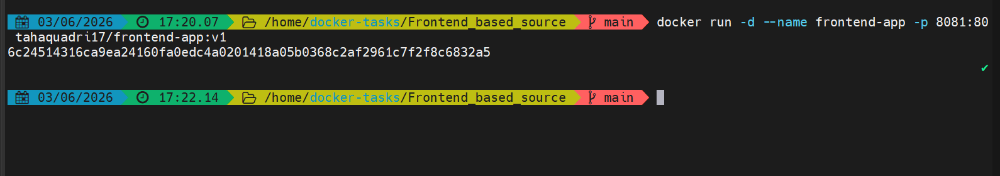 03/06/2026 17:20.07 /home/docker-tasks/Frontend_based_source main docker run -d --name frontend-app -p 8081:80
tahaquadri17/frontend-app:v1
6c24514316ca9ea24160fa0edc4a0201418a05b0368c2af2961c7f2f8c6832a5
✔
03/06/2026 17:22.14 /home/docker-tasks/Frontend_based_source main